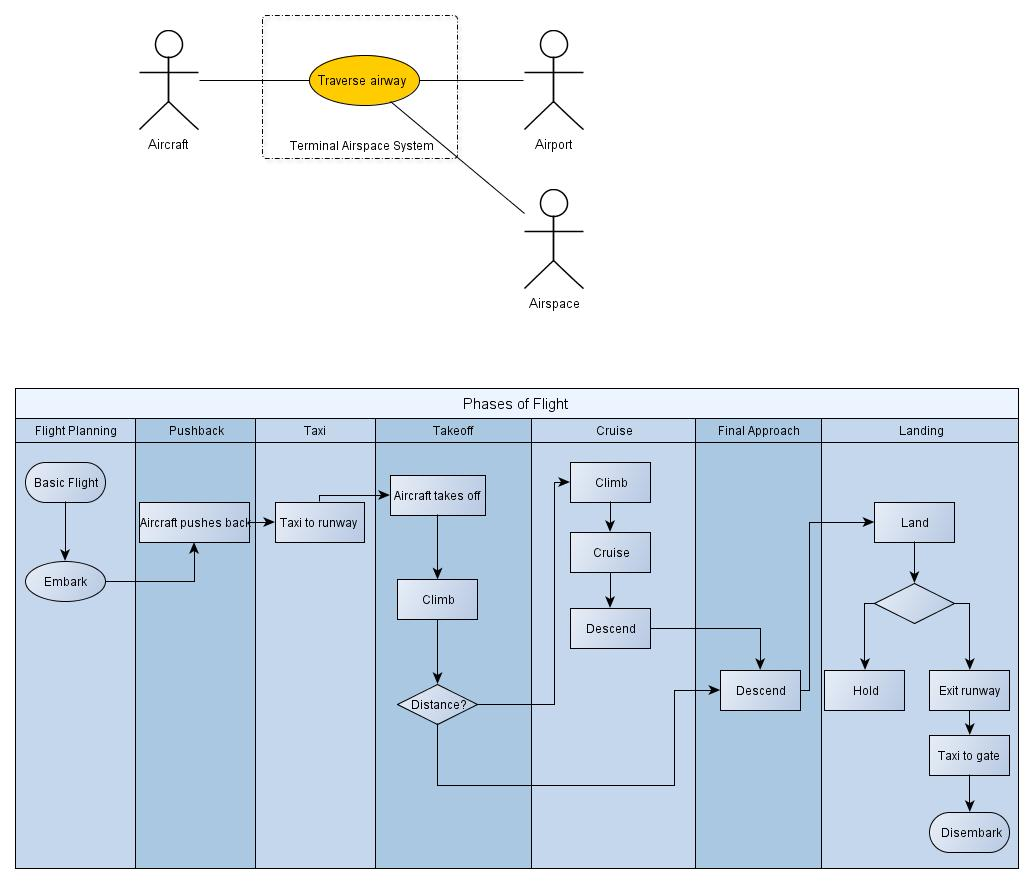 Traverse airway
Terminal Airspace System
Aircraft
Airport
Airspace
Phases of Flight
Flight Planning
Pushback
Taxi
Takeoff
Cruise
Final Approach
Landing
Basic Flight
Embark
Aircraft pushes back
Taxi to runway
Aircraft takes off
Climb
Distance?
Climb
Cruise
Descend
Descend
Land
Hold
Exit runway
Taxi to gate
Disembark